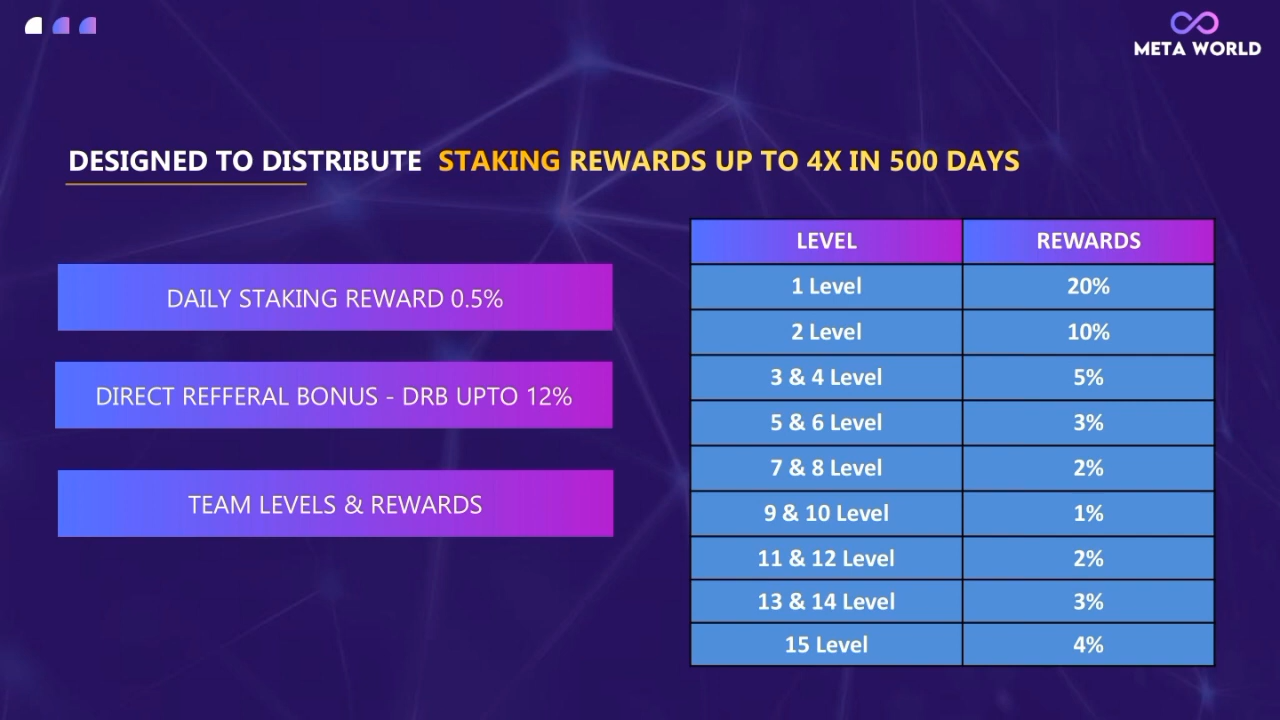 META WORLD
DESIGNED TO DISTRIBUTE STAKING REWARDS UP TO 4X IN 500 DAYS
DAILY STAKING REWARD 0.5%
DIRECT REFFERAL BONUS - DRB UPTO 12%
TEAM LEVELS & REWARDS
LEVEL REWARDS
1 Level 20%
2 Level 10%
3 & 4 Level 5%
5 & 6 Level 3%
7 & 8 Level 2%
9 & 10 Level 1%
11 & 12 Level 2%
13 & 14 Level 3%
15 Level 4%